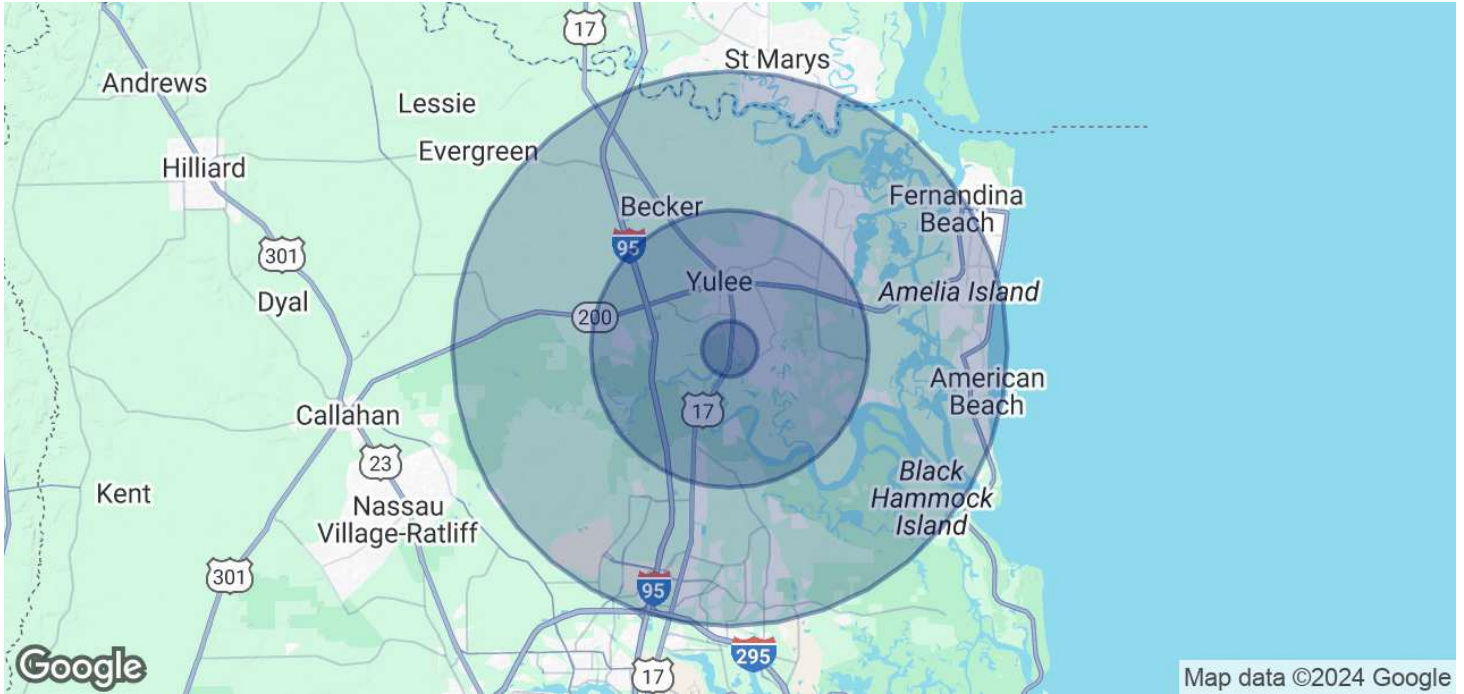 17
St Marys
Andrews
Lessie
Evergreen
Hilliard
Fernandina
Beach
Becker
95
301
Yulee
Amelia Island
Dyal
200
American
Beach
17
Callahan
23
Black
Hammock
Island
Kent
Nassau
Village-Ratliff
301
95
295
Google
17
Map data ©2024 Google